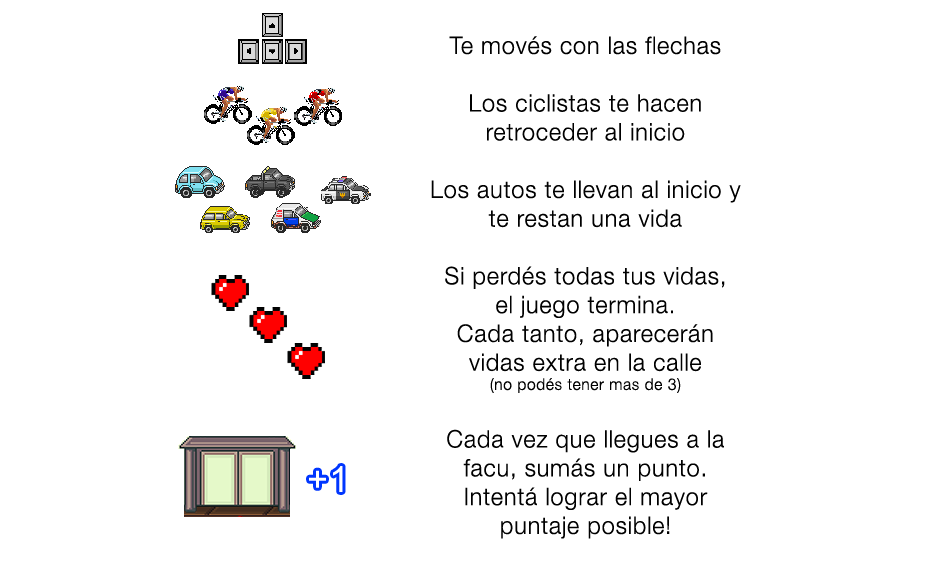 Te movés con las flechas
Los ciclistas te hacen
retroceder al inicio
Los autos te llevan al inicio y
te restan una vida
Si perdés todas tus vidas,
el juego termina.
Cada tanto, aparecerán
vidas extra en la calle
(no podés tener mas de 3)
+1
Cada vez que llegues a la
facu, sumás un punto.
Intentá lograr el mayor
puntaje posible!